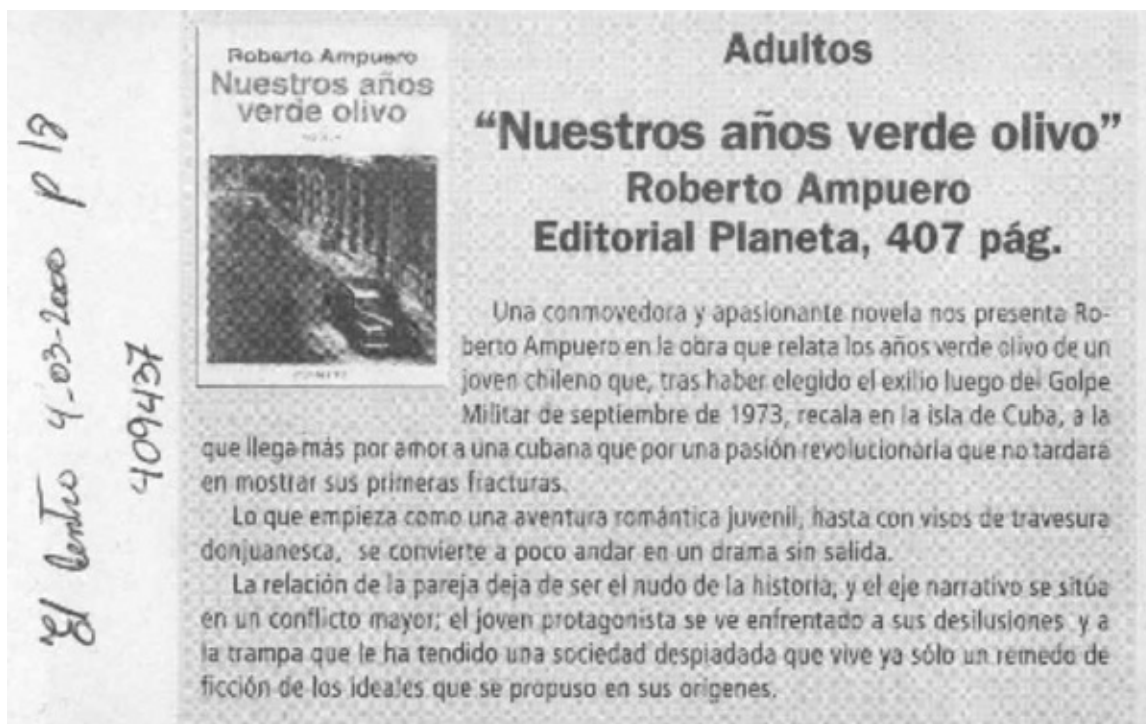 El Centro 4-03-2000 p 18
409437
Roberto Ampuero
Nuestros años
verde olivo
Adultos
“Nuestros años verde olivo”
Roberto Ampuero
Editorial Planeta, 407 pág.
Una conmovedora y apasionante novela nos presenta Ro-
berto Ampuero en la obra que relata los años verde olivo de un
joven chileno que, tras haber elegido el exilio luego del Golpe
Militar de septiembre de 1973, recala en la isla de Cuba, a la
que llega más por amor a una cubana que por una pasión revolucionaria que no tardará
en mostrar sus primeras fracturas.
Lo que empieza como una aventura romántica juvenil, hasta con visos de travesura
donjuanesca, se convierte a poco andar en un drama sin salida.
La relación de la pareja deja de ser el nudo de la historia, y el eje narrativo se sitúa
en un conflicto mayor; el joven protagonista se ve enfrentado a sus desilusiones y a
la trampa que le ha tendido una sociedad despiadada que vive ya sólo un remedo de
ficción de los ideales que se propuso en sus orígenes.